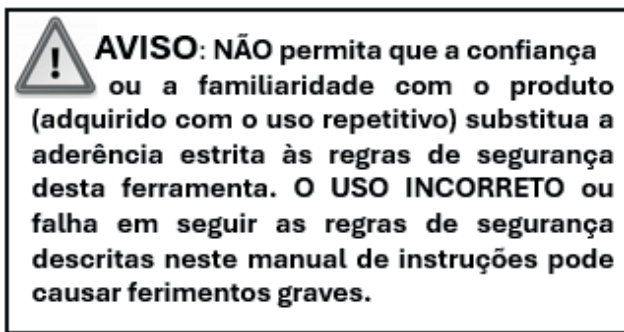 AVISO: NÃO permita que a confiança
ou a familiaridade com o produto
(adquirido com o uso repetitivo) substitua a
aderência estrita às regras de segurança
desta ferramenta. O USO INCORRETO ou
falha em seguir as regras de segurança
descritas neste manual de instruções pode
causar ferimentos graves.